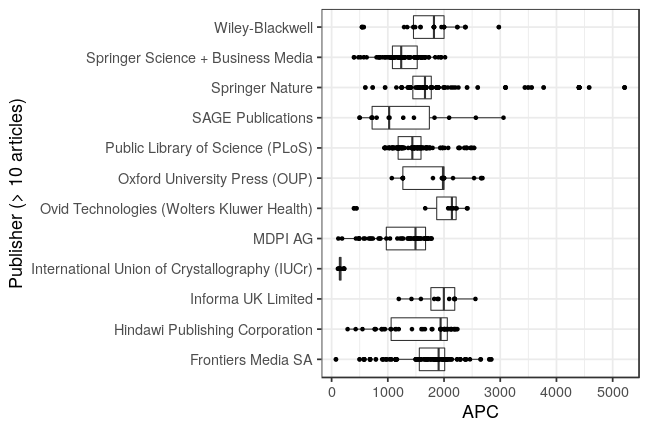 Publisher (> 10 articles)
Wiley-Blackwell
Springer Science + Business Media
Springer Nature
SAGE Publications
Public Library of Science (PLoS)
Oxford University Press (OUP)
Ovid Technologies (Wolters Kluwer Health)
MDPI AG
International Union of Crystallography (IUCr)
Informa UK Limited
Hindawi Publishing Corporation
Frontiers Media SA
0 1000 2000 3000 4000 5000
APC